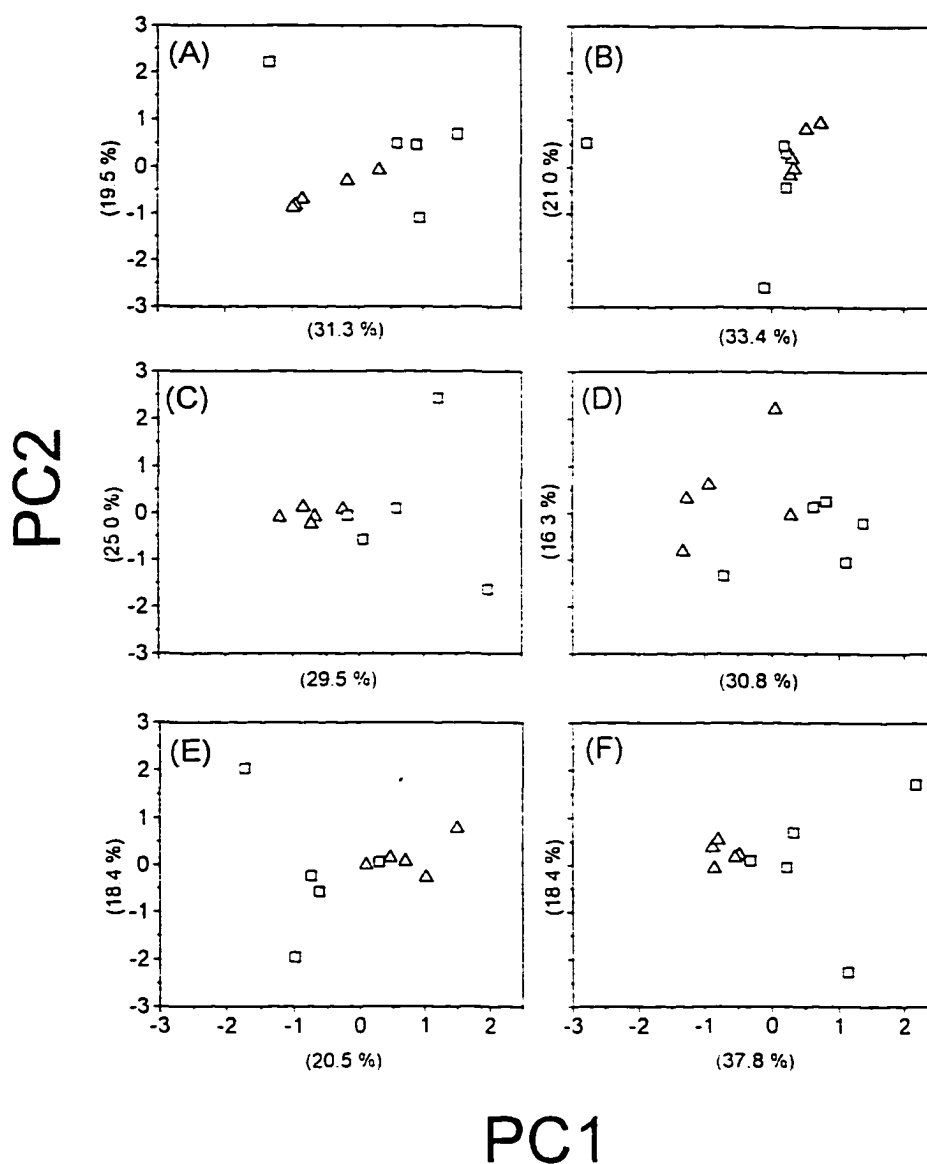 PC2
(A)
3
2
1
0
-1
-2
-3
(19.5 %)
(31.3 %)
(B)
(21 0 %)
(33.4 %)
(C)
3
2
1
0
-1
-2
-3
(25 0 %)
(29.5 %)
(D)
(16 3 %)
(30.8 %)
(E)
3
2
1
0
-1
-2
-3
(18 4 %)
-3 -2 -1 0 1 2
(20.5 %)
(F)
(18 4 %)
-3 -2 -1 0 1 2
(37.8 %)
PC1